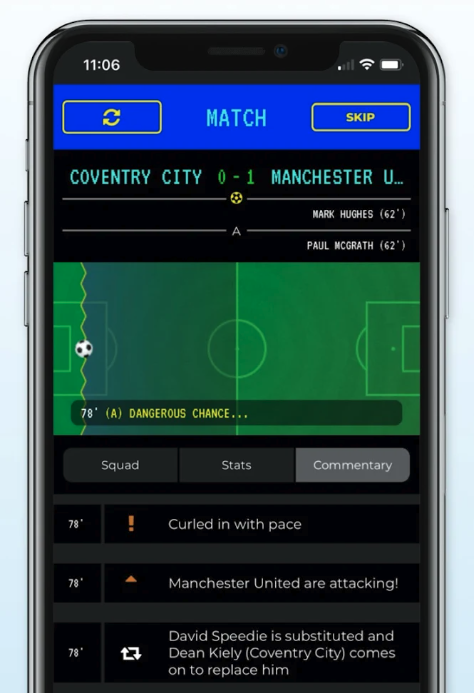 11:06
MATCH
SKIP
COVENTRY CITY 0-1 MANCHESTER U…
MARK HUGHES (62')
A
PAUL MCGRATH (62')
78' (A) DANGEROUS CHANCE...
Squad Stats Commentary
78' ! Curled in with pace
78' Manchester United are attacking!
David Speedie is substituted and
78' Dean Kiely (Coventry City) comes
on to replace him